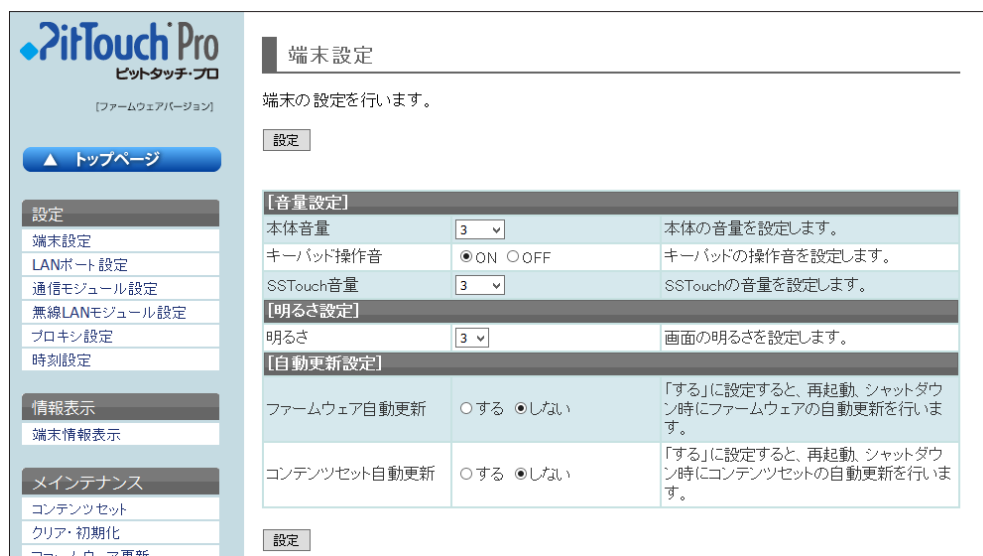 PitTouch Pro
ピットタッチ・プロ
[ファームウェアバージョン]
▲ トップページ
設定
端末設定
LANポート設定
通信モジュール設定
無線LANモジュール設定
プロキシ設定
時刻設定
情報表示
端末情報表示
メインテナンス
コンテンツセット
クリア・初期化
ファームウェア更新
端末設定
端末の設定を行います。
設定
[音量設定]
本体音量 3 本体の音量を設定します。
キーパッド操作音 ON OFF キーパッドの操作音を設定します。
SSTouch音量 3 SSTouchの音量を設定します。
[明るさ設定]
明るさ 3 画面の明るさを設定します。
[自動更新設定]
ファームウェア自動更新 する しない 「する」に設定すると、再起動、シャットダウ
ン時にファームウェアの自動更新を行いま
す。
コンテンツセット自動更新 する しない 「する」に設定すると、再起動、シャットダウ
ン時にコンテンツセットの自動更新を行いま
す。
設定